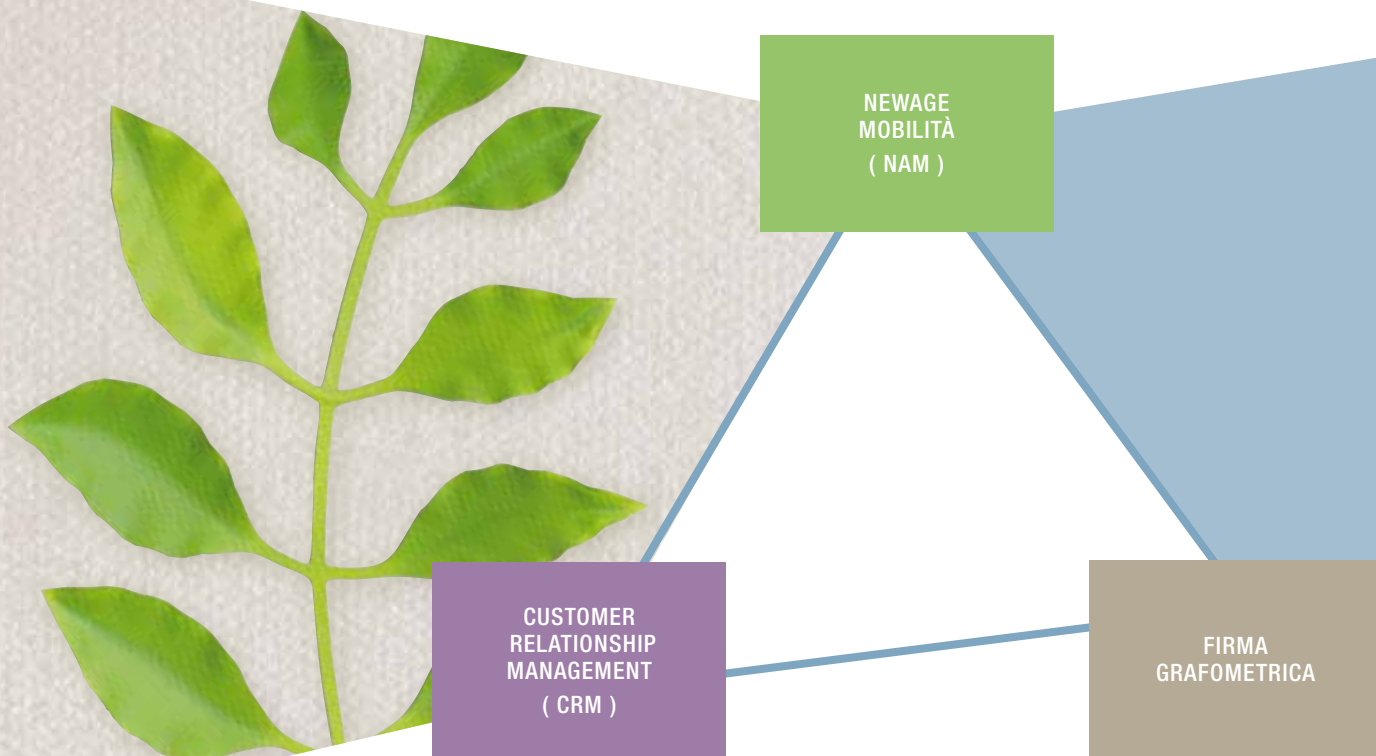 NEWAGE
MOBILITÀ
( NAM )
CUSTOMER
RELATIONSHIP
MANAGEMENT
( CRM )
FIRMA
GRAFOMETRICA